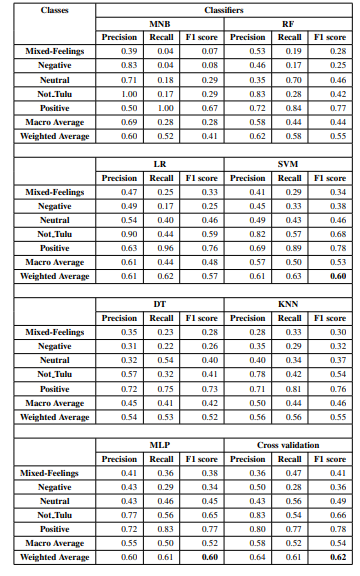 Classes Classifiers
MNB RF
Precision Recall F1 score Precision Recall F1 score
Mixed-Feelings 0.39 0.04 0.07 0.53 0.19 0.28
Negative 0.83 0.04 0.08 0.46 0.17 0.25
Neutral 0.71 0.18 0.29 0.35 0.70 0.46
Not_Tulu 1.00 0.17 0.29 0.83 0.28 0.42
Positive 0.50 1.00 0.67 0.72 0.84 0.77
Macro Average 0.69 0.28 0.28 0.58 0.44 0.44
Weighted Average 0.60 0.52 0.41 0.62 0.58 0.55
LR SVM
Precision Recall F1 score Precision Recall F1 score
Mixed-Feelings 0.47 0.25 0.33 0.41 0.29 0.34
Negative 0.49 0.17 0.25 0.45 0.33 0.38
Neutral 0.54 0.40 0.46 0.49 0.43 0.46
Not_Tulu 0.90 0.44 0.59 0.82 0.57 0.68
Positive 0.63 0.96 0.76 0.69 0.89 0.78
Macro Average 0.61 0.44 0.48 0.57 0.50 0.53
Weighted Average 0.61 0.62 0.57 0.61 0.63 0.60
DT KNN
Precision Recall F1 score Precision Recall F1 score
Mixed-Feelings 0.35 0.23 0.28 0.28 0.33 0.30
Negative 0.31 0.22 0.26 0.35 0.29 0.32
Neutral 0.32 0.54 0.40 0.40 0.34 0.37
Not_Tulu 0.57 0.32 0.41 0.78 0.42 0.54
Positive 0.72 0.75 0.73 0.71 0.81 0.76
Macro Average 0.45 0.41 0.42 0.50 0.44 0.46
Weighted Average 0.54 0.53 0.52 0.56 0.56 0.55
MLP Cross validation
Precision Recall F1 score Precision Recall F1 score
Mixed-Feelings 0.41 0.36 0.38 0.36 0.47 0.41
Negative 0.43 0.29 0.34 0.50 0.28 0.36
Neutral 0.43 0.46 0.45 0.43 0.56 0.49
Not_Tulu 0.77 0.56 0.65 0.83 0.54 0.66
Positive 0.72 0.83 0.77 0.80 0.77 0.78
Macro Average 0.55 0.50 0.52 0.58 0.52 0.54
Weighted Average 0.60 0.61 0.60 0.64 0.61 0.62